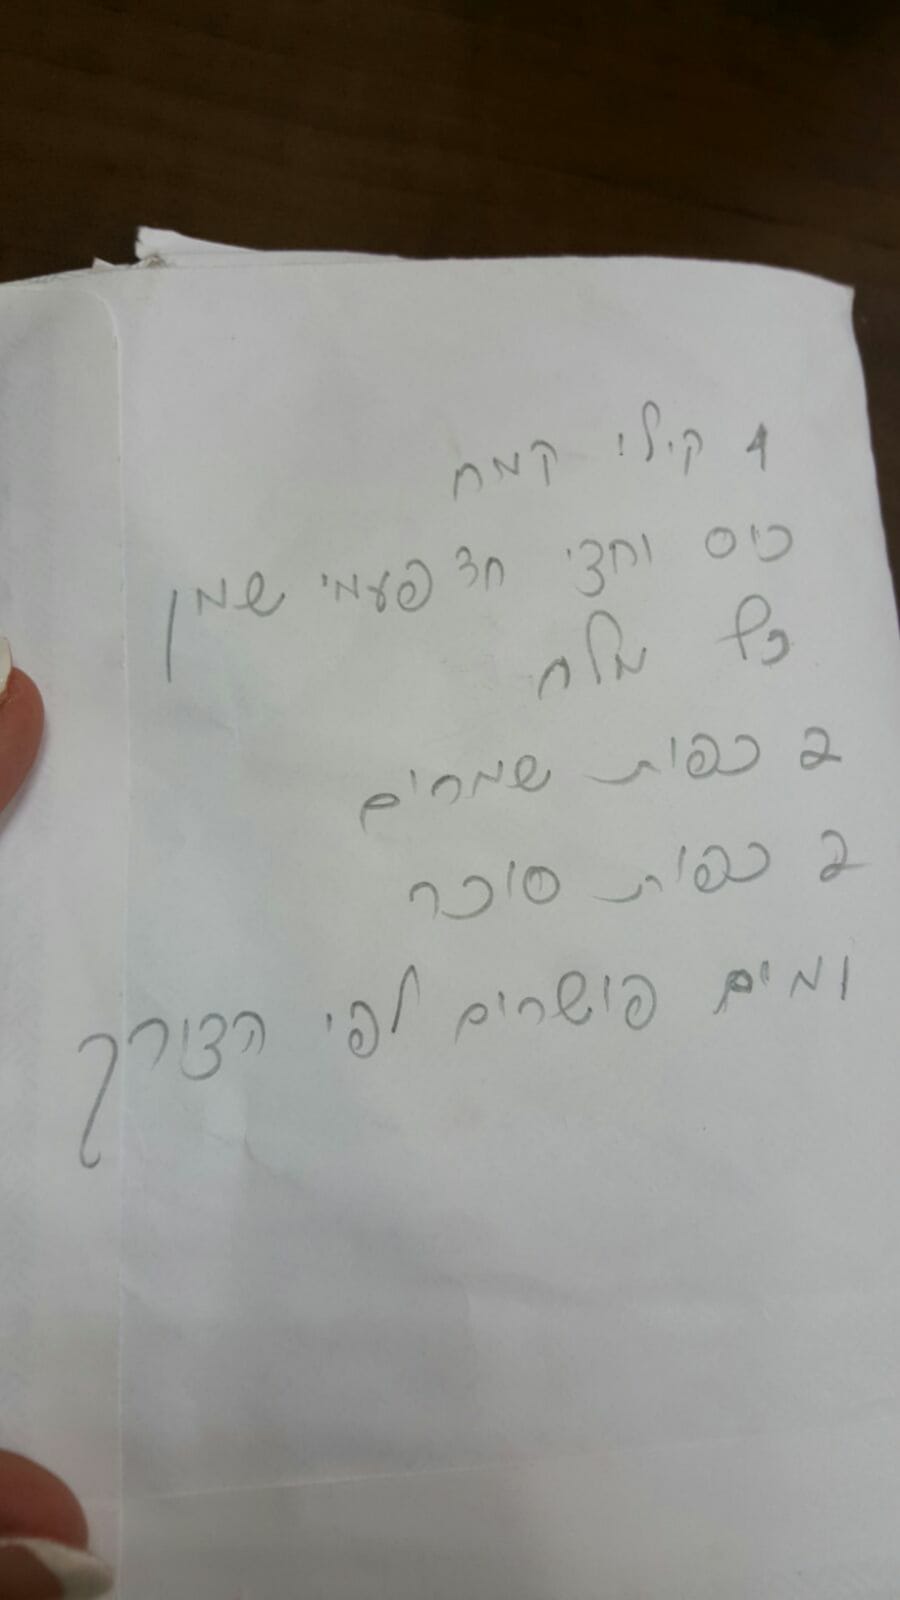 4 קילו קמח
כוס וחצי חד פעמי שמן
כף מלח
2 כפות שמרים
2 כפות סוכר
ומים פושרים לפי הצורך